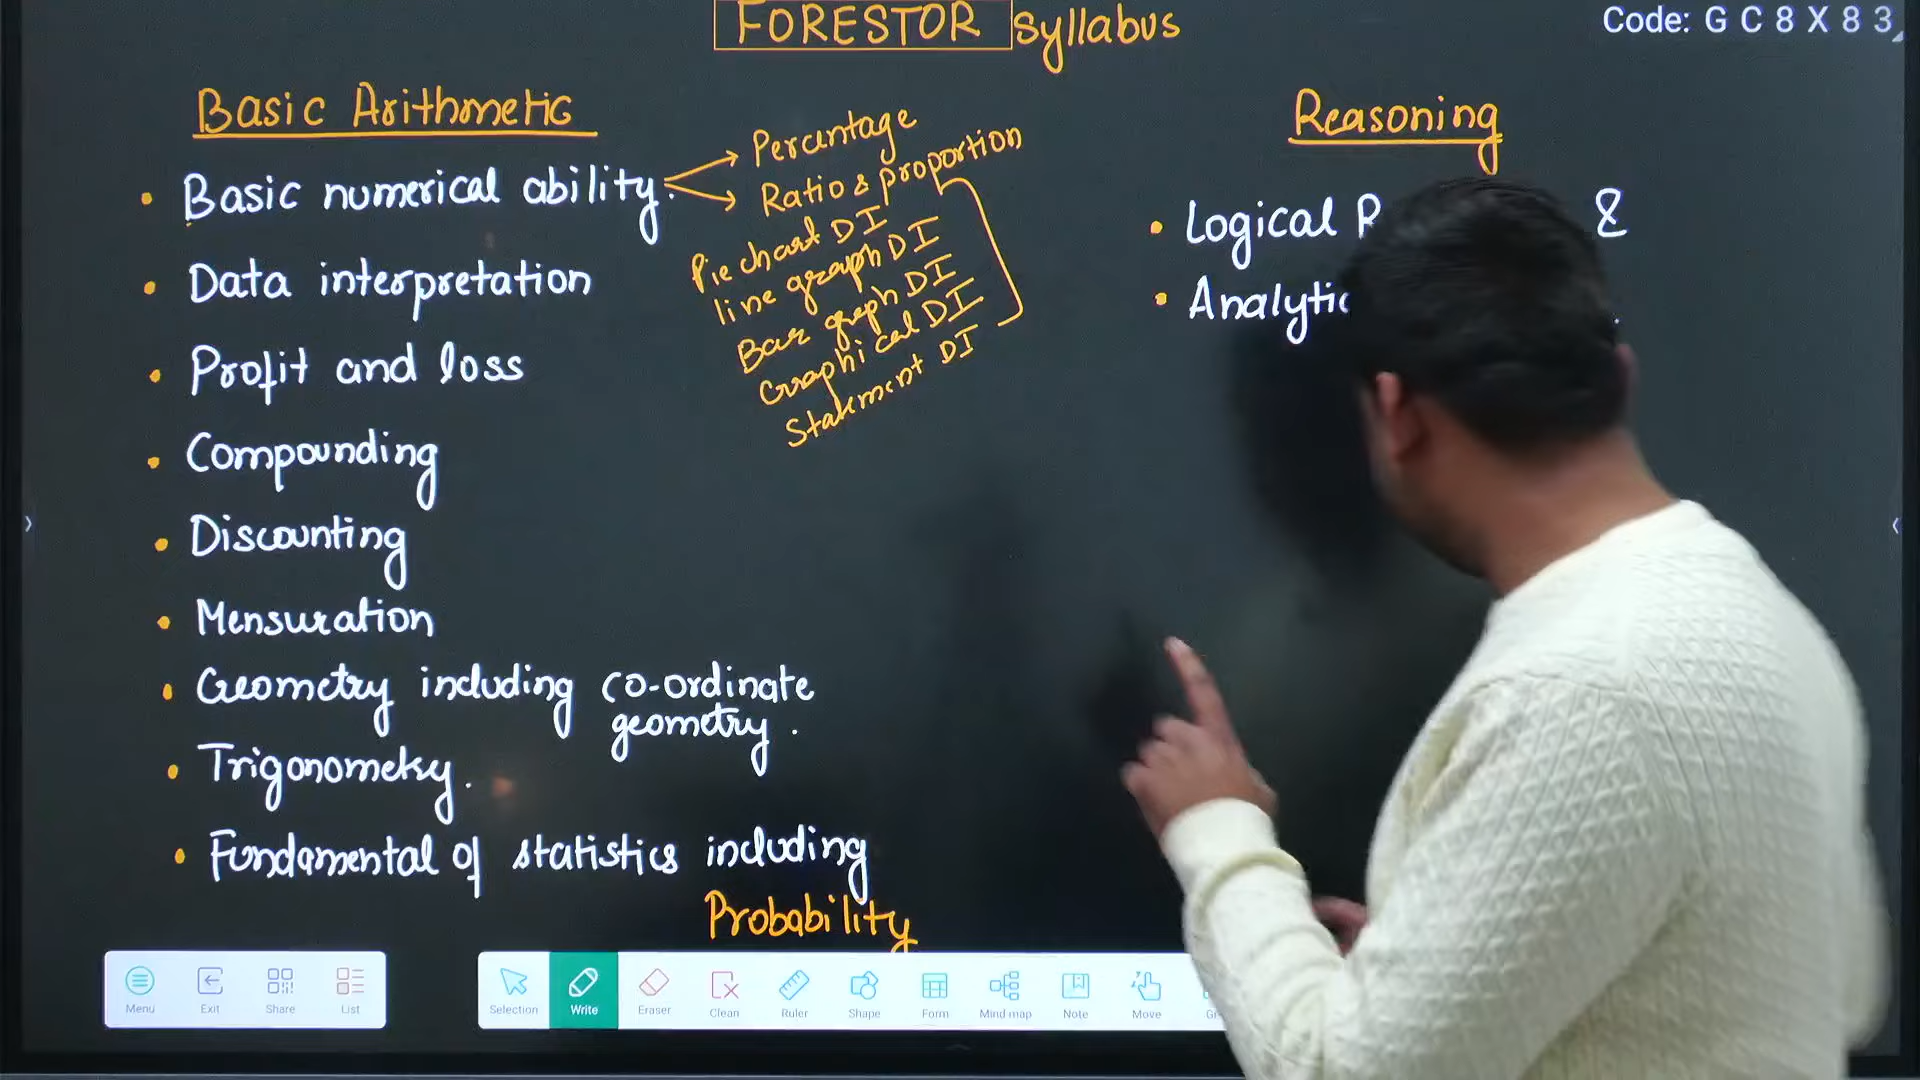 FORESTOR Syllabus
Code: G C 8 X 8 3
Basic Arithmetic
• Basic numerical ability.
Percentage
Ratio & proportion
Pie chart DI
line graph DI
Bar graph DI
Graphical DI
Statement DI
• Data interpretation
• Profit and loss
• Compounding
• Discounting
• Mensuration
• Geometry including co-ordinate
geometry.
• Trigonometry.
• Fundamental of statistics including
Probability
Reasoning
• Logical R &
• Analytic
Menu Exit Share List
Selection Write Eraser Clean Ruler Shape Form Mind map Note Move